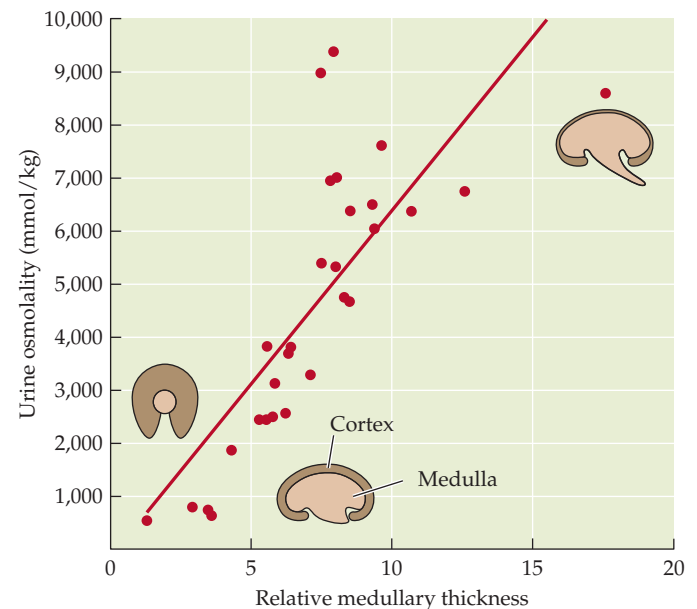 10,000
9,000
8,000
7,000
6,000
5,000
4,000
3,000
2,000
1,000
Urine osmolality (mmol/kg)
Cortex
Medulla
0 5 10 15 20
Relative medullary thickness